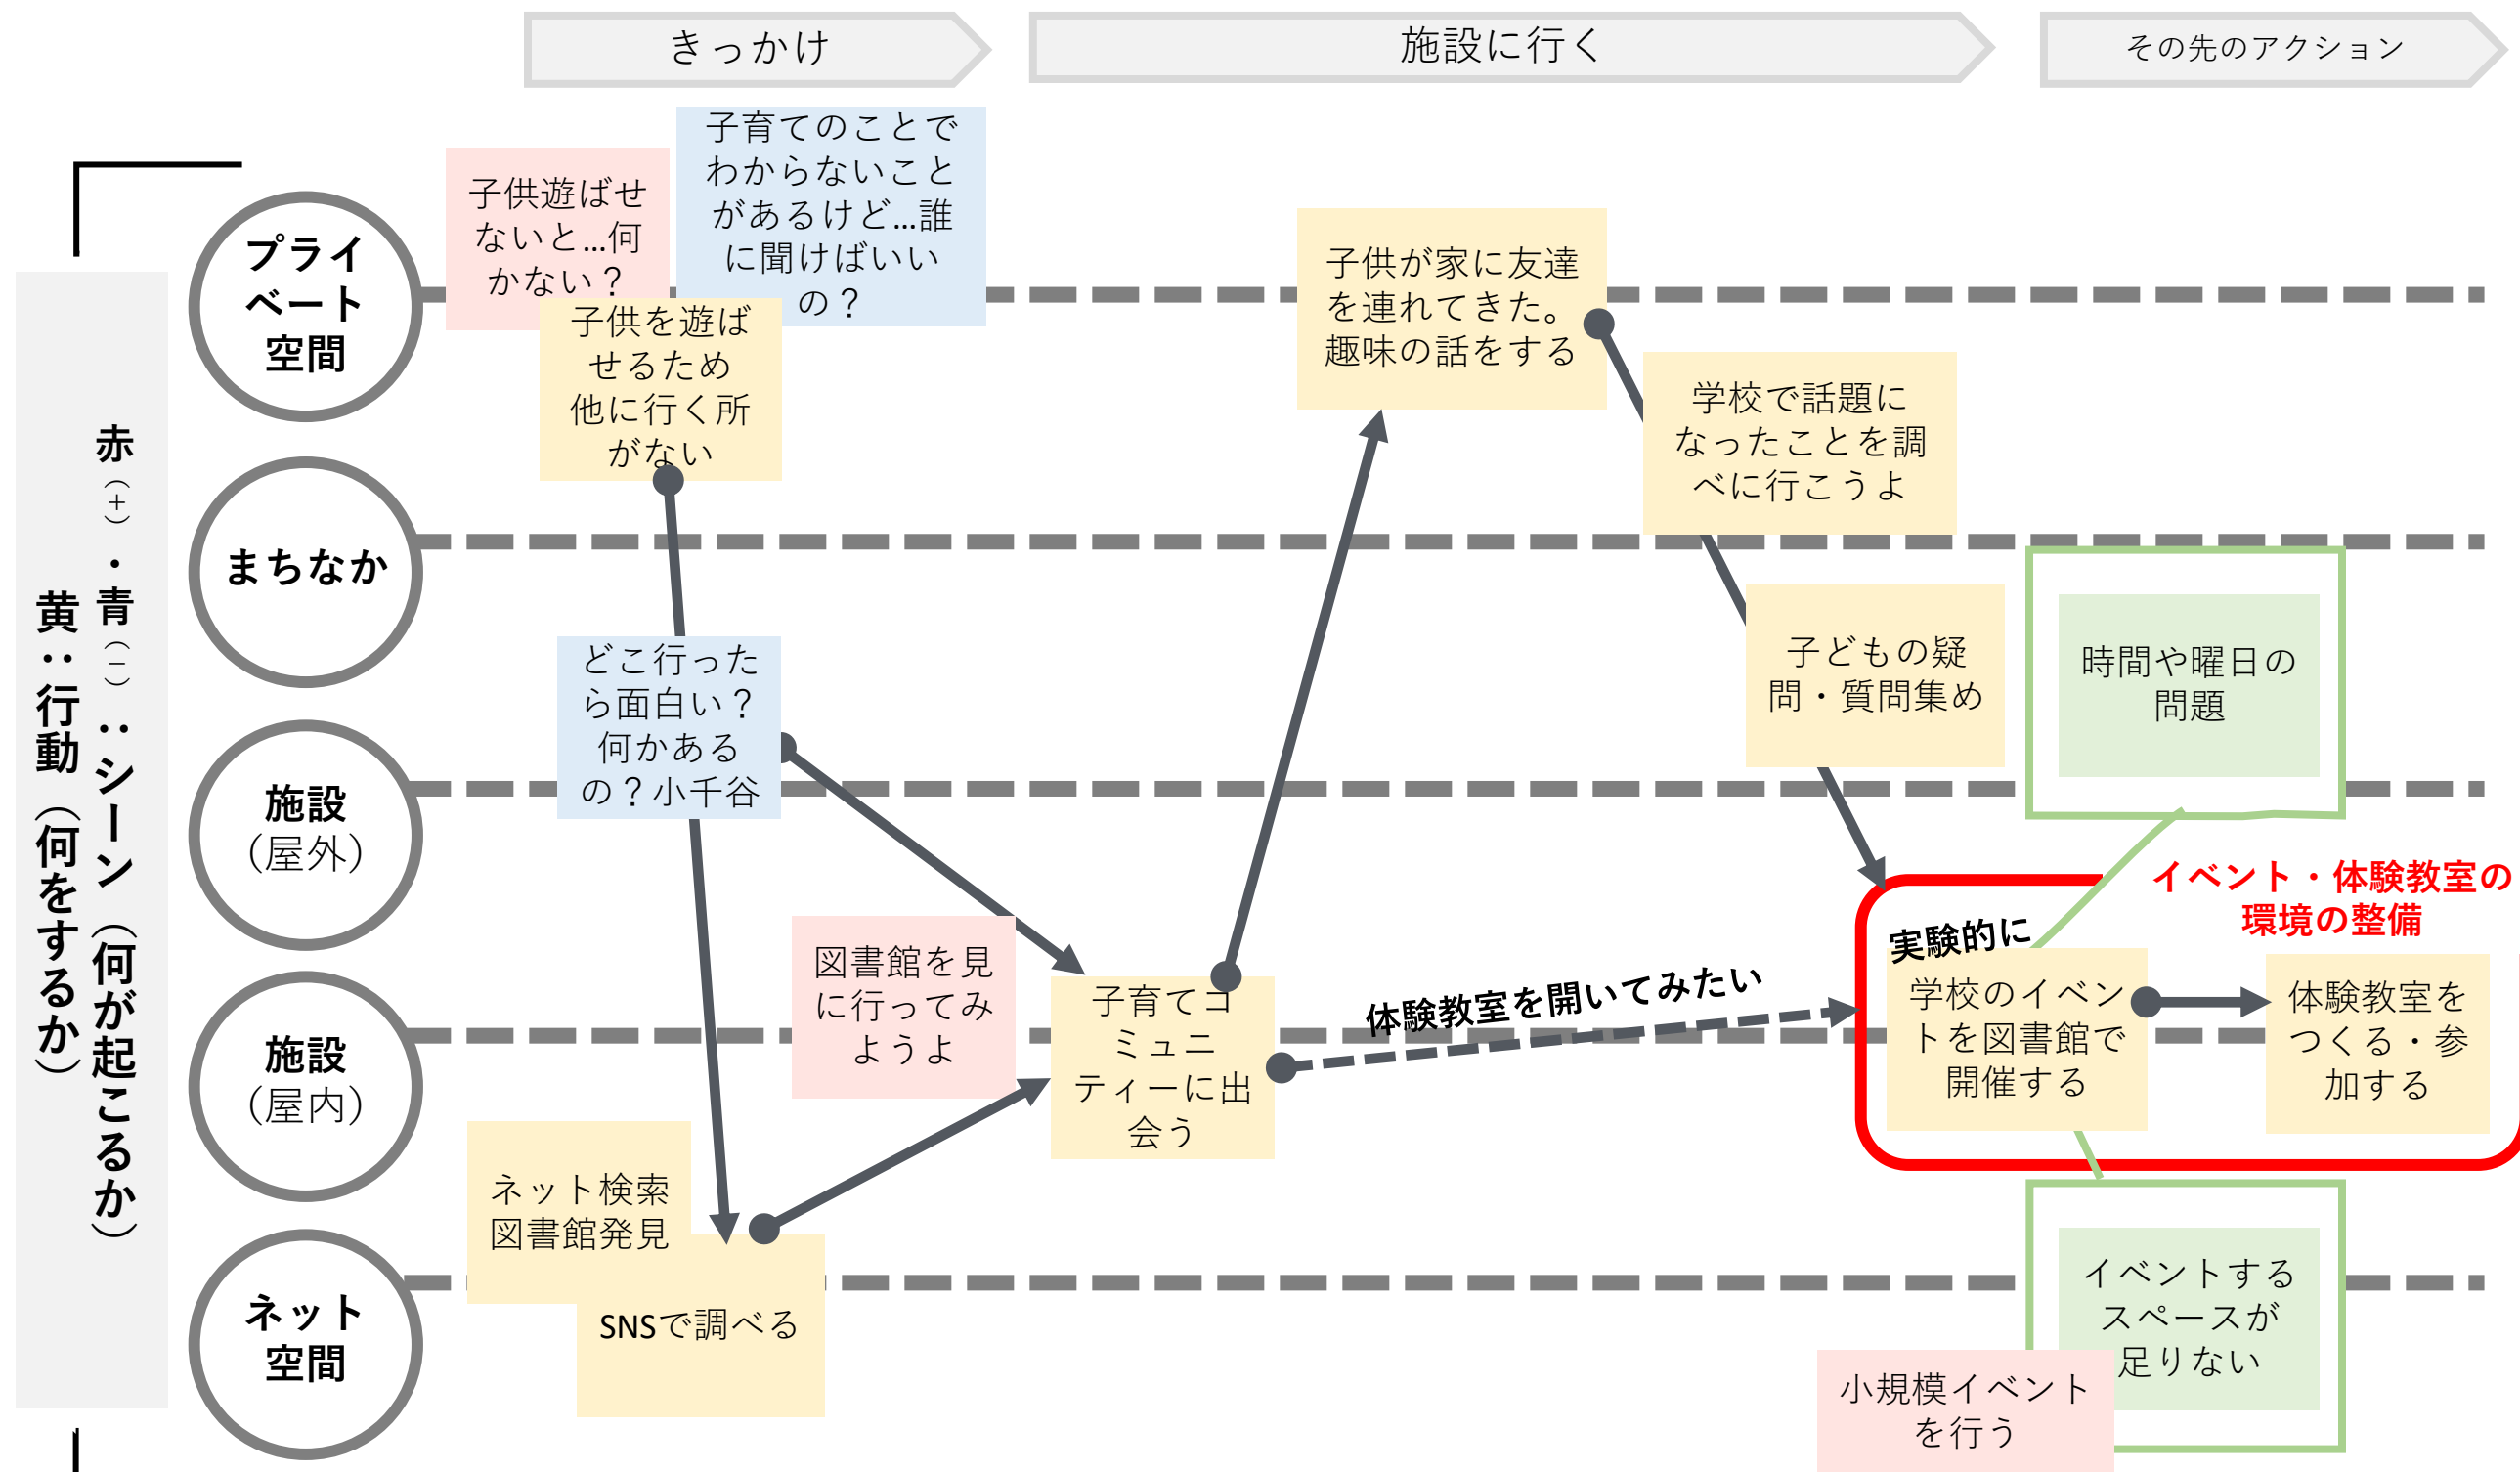 きっかけ
施設に行く
その先のアクション
赤（＋）・青（－）：シーン（何が起こるか）
黄：行動（何をするか）
プライ
ベート
空間
まちなか
施設
（屋外）
施設
（屋内）
ネット
空間
子供遊ばせ
ないと…何
かない？
子育てのことで
わからないこと
があるけど…誰
に聞けばいい
の？
子供を遊ば
せるため
他に行く所
がない
子供が家に友達
を連れてきた。
趣味の話をする
学校で話題に
なったことを調
べに行こうよ
どこ行った
ら面白い？
何かある
の？小千谷
子どもの疑
問・質問集め
時間や曜日の
問題
イベント・体験教室の
環境の整備
図書館を見
に行ってみ
ようよ
子育てコ
ミュニ
ティーに出
会う
体験教室を開いてみたい
実験的に
学校のイベン
トを図書館で
開催する
体験教室を
つくる・参
加する
ネット検索
図書館発見
SNSで調べる
イベントする
スペースが
足りない
小規模イベント
を行う